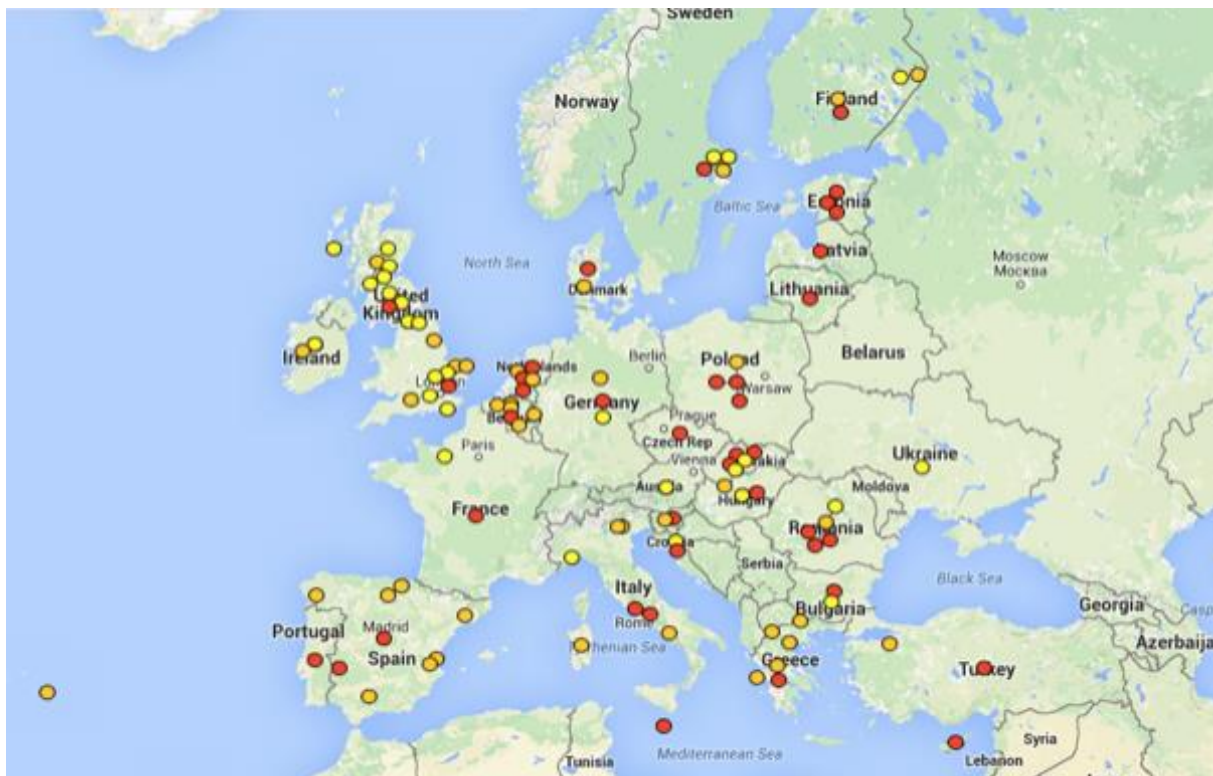 Sweden
Norway
Finland
Estonia
Baltic Sea
Latvia
Moscow
Москва
North Sea
Denmark
Lithuania
United
Kingdom
Ireland
Belarus
Netherlands
Berlin
Poland
Warsaw
London
Germany
Belgium
Prague
Paris
Czech Rep
Ukraine
Vienna
Slovakia
Austria
Moldova
Hungary
France
Romania
Croatia
Serbia
Italy
Black Sea
Bulgaria
Georgia
Portugal
Madrid
Rome
Azerbaija
Tyrrhenian Sea
Spain
Greece
Turkey
Syria
Mediterranean Sea
Tunisia
Lebanon